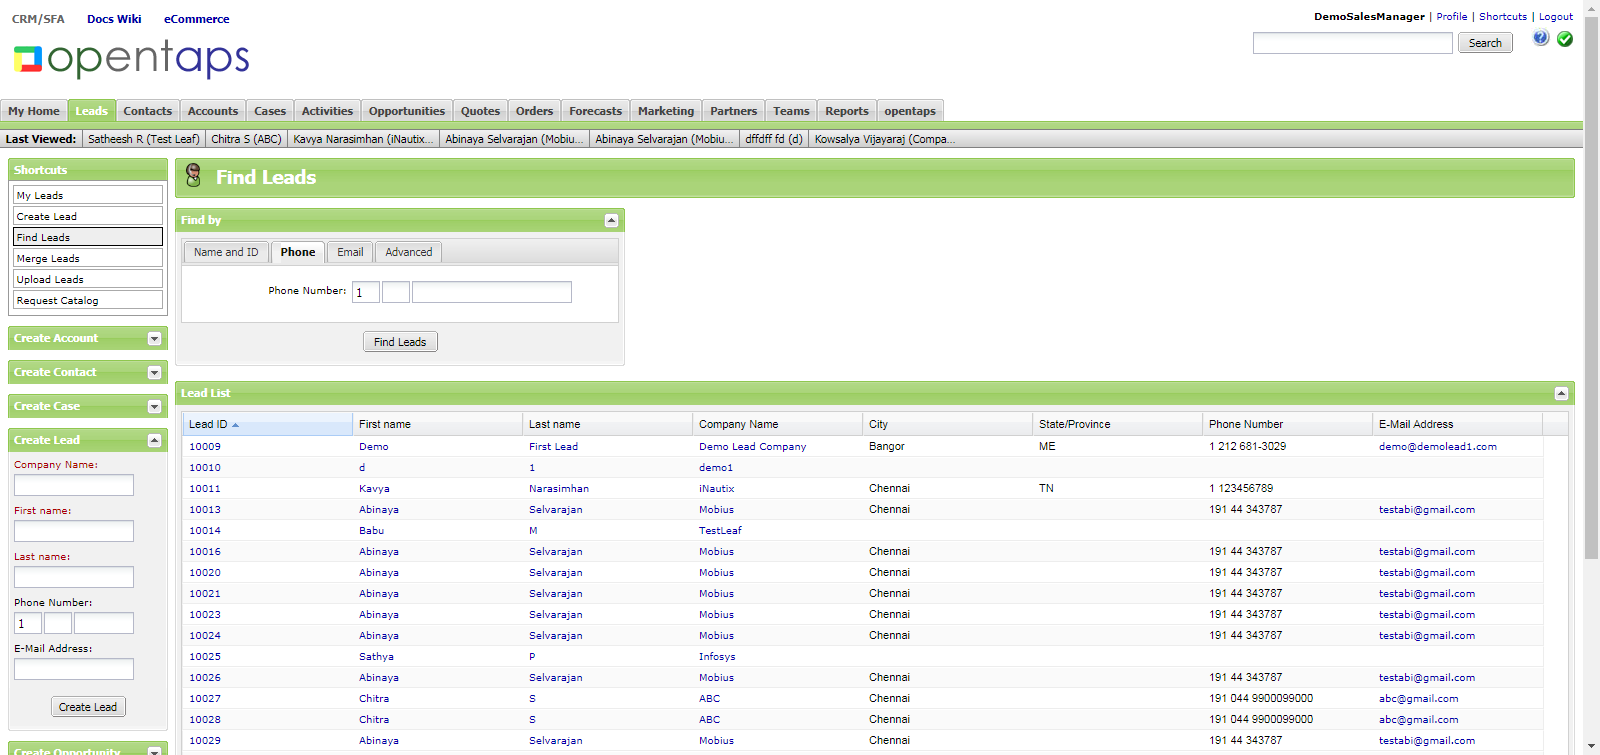 CRM/SFA Docs Wiki eCommerce
DemoSalesManager | Profile | Shortcuts | Logout
opentaps
Search
My Home Leads Contacts Accounts Cases Activities Opportunities Quotes Orders Forecasts Marketing Partners Teams Reports opentaps
Last Viewed: Satheesh R (Test Leaf) Chitra S (ABC) Kavya Narasimhan (iNautix... Abinaya Selvarajan (Mobiu... Abinaya Selvarajan (Mobiu... dffdff fd (d) Kowsalya Vijayaraj (Compa...
Shortcuts
My Leads
Create Lead
Find Leads
Merge Leads
Upload Leads
Request Catalog
Create Account
Create Contact
Create Case
Create Lead
Company Name:
First name:
Last name:
Phone Number:
1
E-Mail Address:
Create Lead
Create Opportunity
Find Leads
Find by
Name and ID Phone Email Advanced
Phone Number: 1
Find Leads
Lead List
Lead ID First name Last name Company Name City State/Province Phone Number E-Mail Address
10009 Demo First Lead Demo Lead Company Bangor ME 1 212 681-3029 demo@demolead1.com
10010 d 1 demo1
10011 Kavya Narasimhan iNautix Chennai TN 1 123456789
10013 Abinaya Selvarajan Mobius Chennai 191 44 343787 testabi@gmail.com
10014 Babu M TestLeaf
10016 Abinaya Selvarajan Mobius Chennai 191 44 343787 testabi@gmail.com
10020 Abinaya Selvarajan Mobius Chennai 191 44 343787 testabi@gmail.com
10021 Abinaya Selvarajan Mobius Chennai 191 44 343787 testabi@gmail.com
10023 Abinaya Selvarajan Mobius Chennai 191 44 343787 testabi@gmail.com
10024 Abinaya Selvarajan Mobius Chennai 191 44 343787 testabi@gmail.com
10025 Sathya P Infosys
10026 Abinaya Selvarajan Mobius Chennai 191 44 343787 testabi@gmail.com
10027 Chitra S ABC Chennai 191 044 9900099000 abc@gmail.com
10028 Chitra S ABC Chennai 191 044 9900099000 abc@gmail.com
10029 Abinaya Selvarajan Mobius Chennai 191 44 343787 testabi@gmail.com